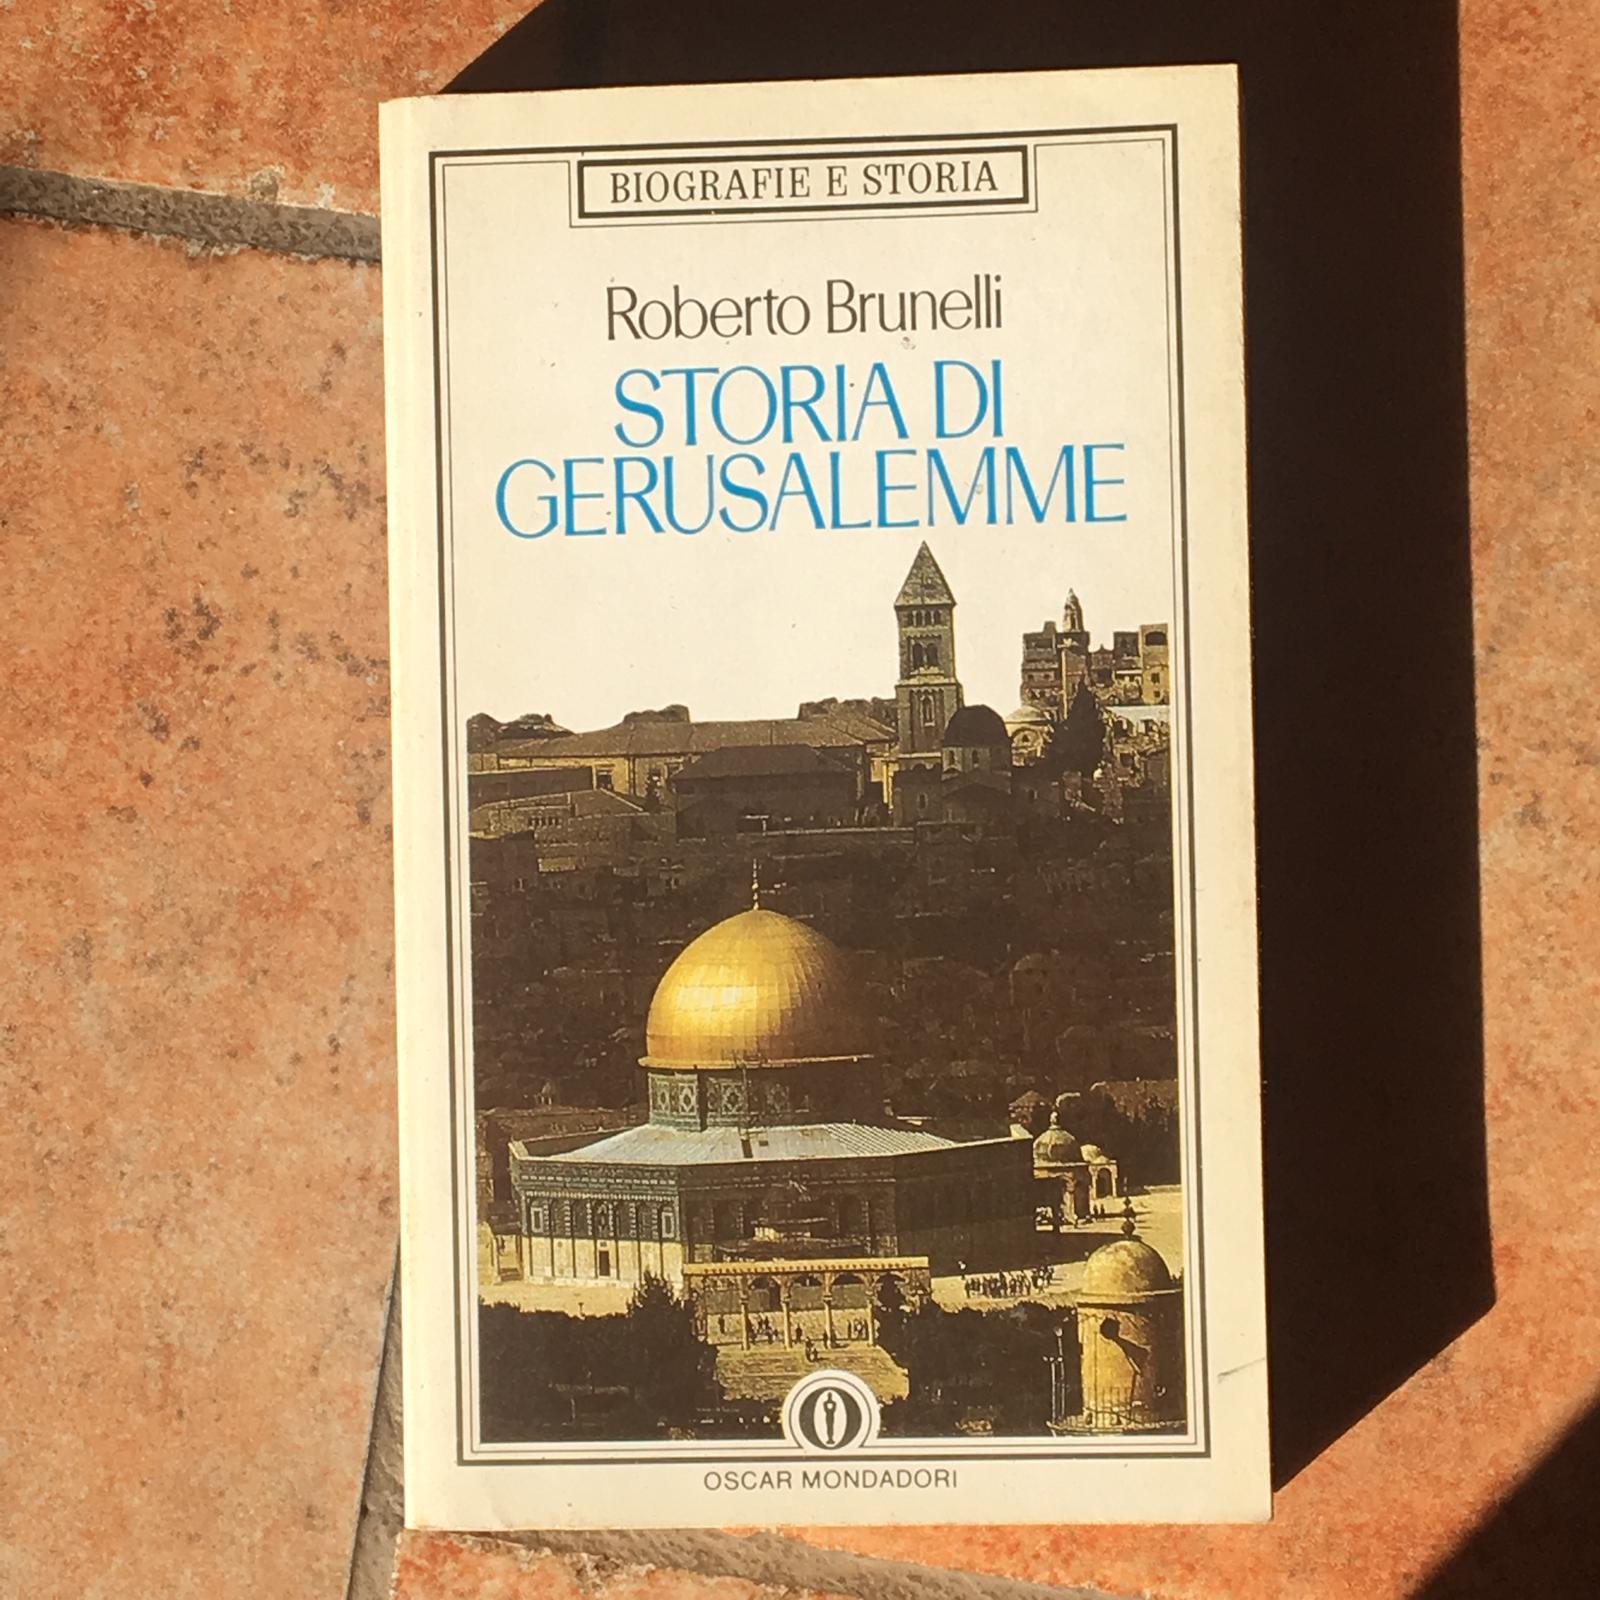 BIOGRAFIE E STORIA
Roberto Brunelli
STORIA DI
GERUSALEMME
OSCAR MONDADORI